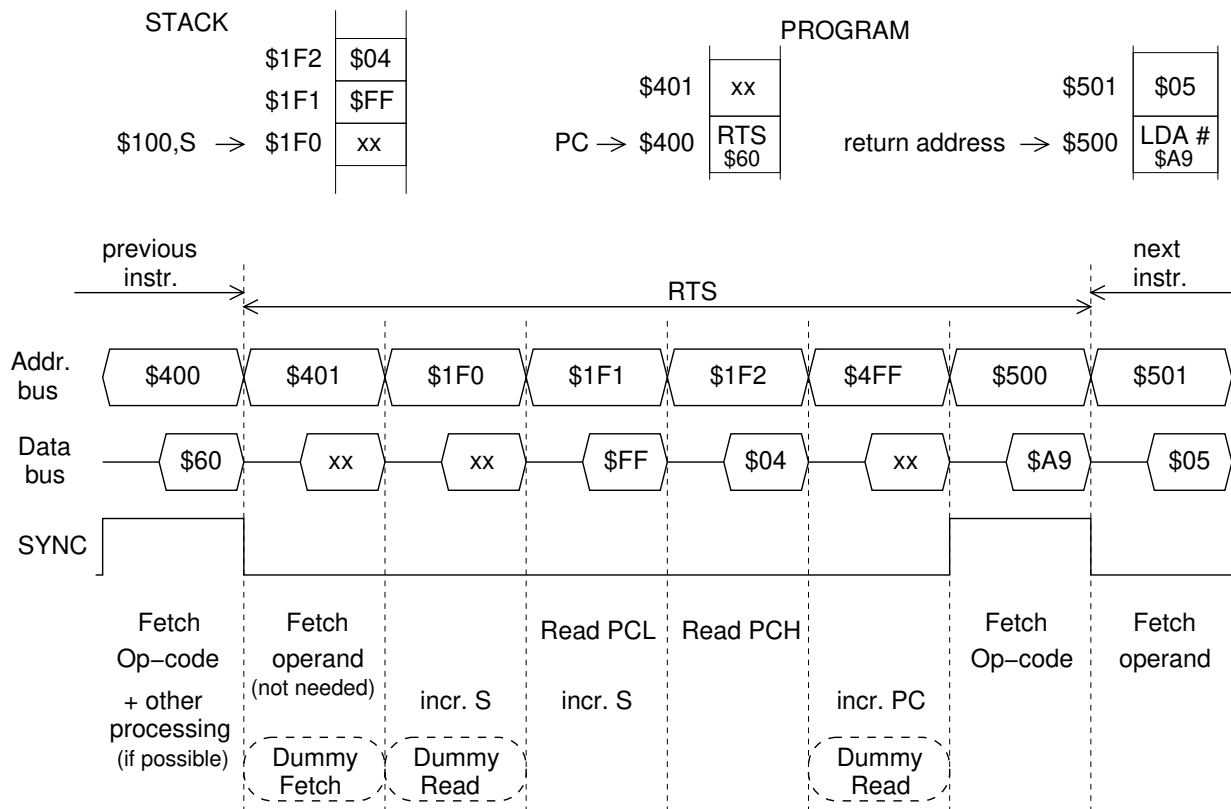 STACK
PROGRAM
$1F2 $04
$401 xx $501 $05
$1F1 $FF
$100,S → $1F0 xx
PC → $400 RTS
$60
return address → $500 LDA #
$A9
previous
instr.
RTS
next
instr.
Addr.
bus
$400 $401 $1F0 $1F1 $1F2 $4FF $500 $501
Data
bus
$60 xx xx $FF $04 xx $A9 $05
SYNC
Fetch
Op−code
+ other
processing
(if possible)
Fetch
operand
(not needed)
Dummy
Fetch
incr. S
Dummy
Read
Read PCL
incr. S
Read PCH
incr. PC
Dummy
Read
Fetch
Op−code
Fetch
operand